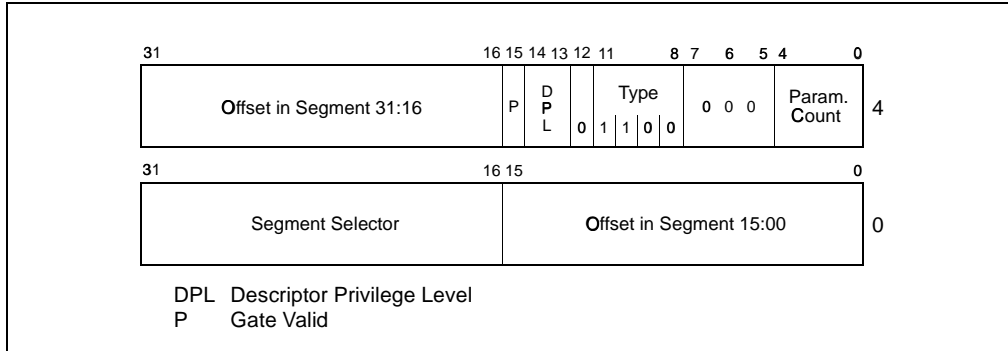 31 16 15 14 13 12 11 8 7 6 5 4 0
Offset in Segment 31:16 P D P L 0 Type 1 1 0 0 0 0 0 Param. Count 4
31 16 15 0
Segment Selector Offset in Segment 15:00 0
DPL Descriptor Privilege Level
P Gate Valid